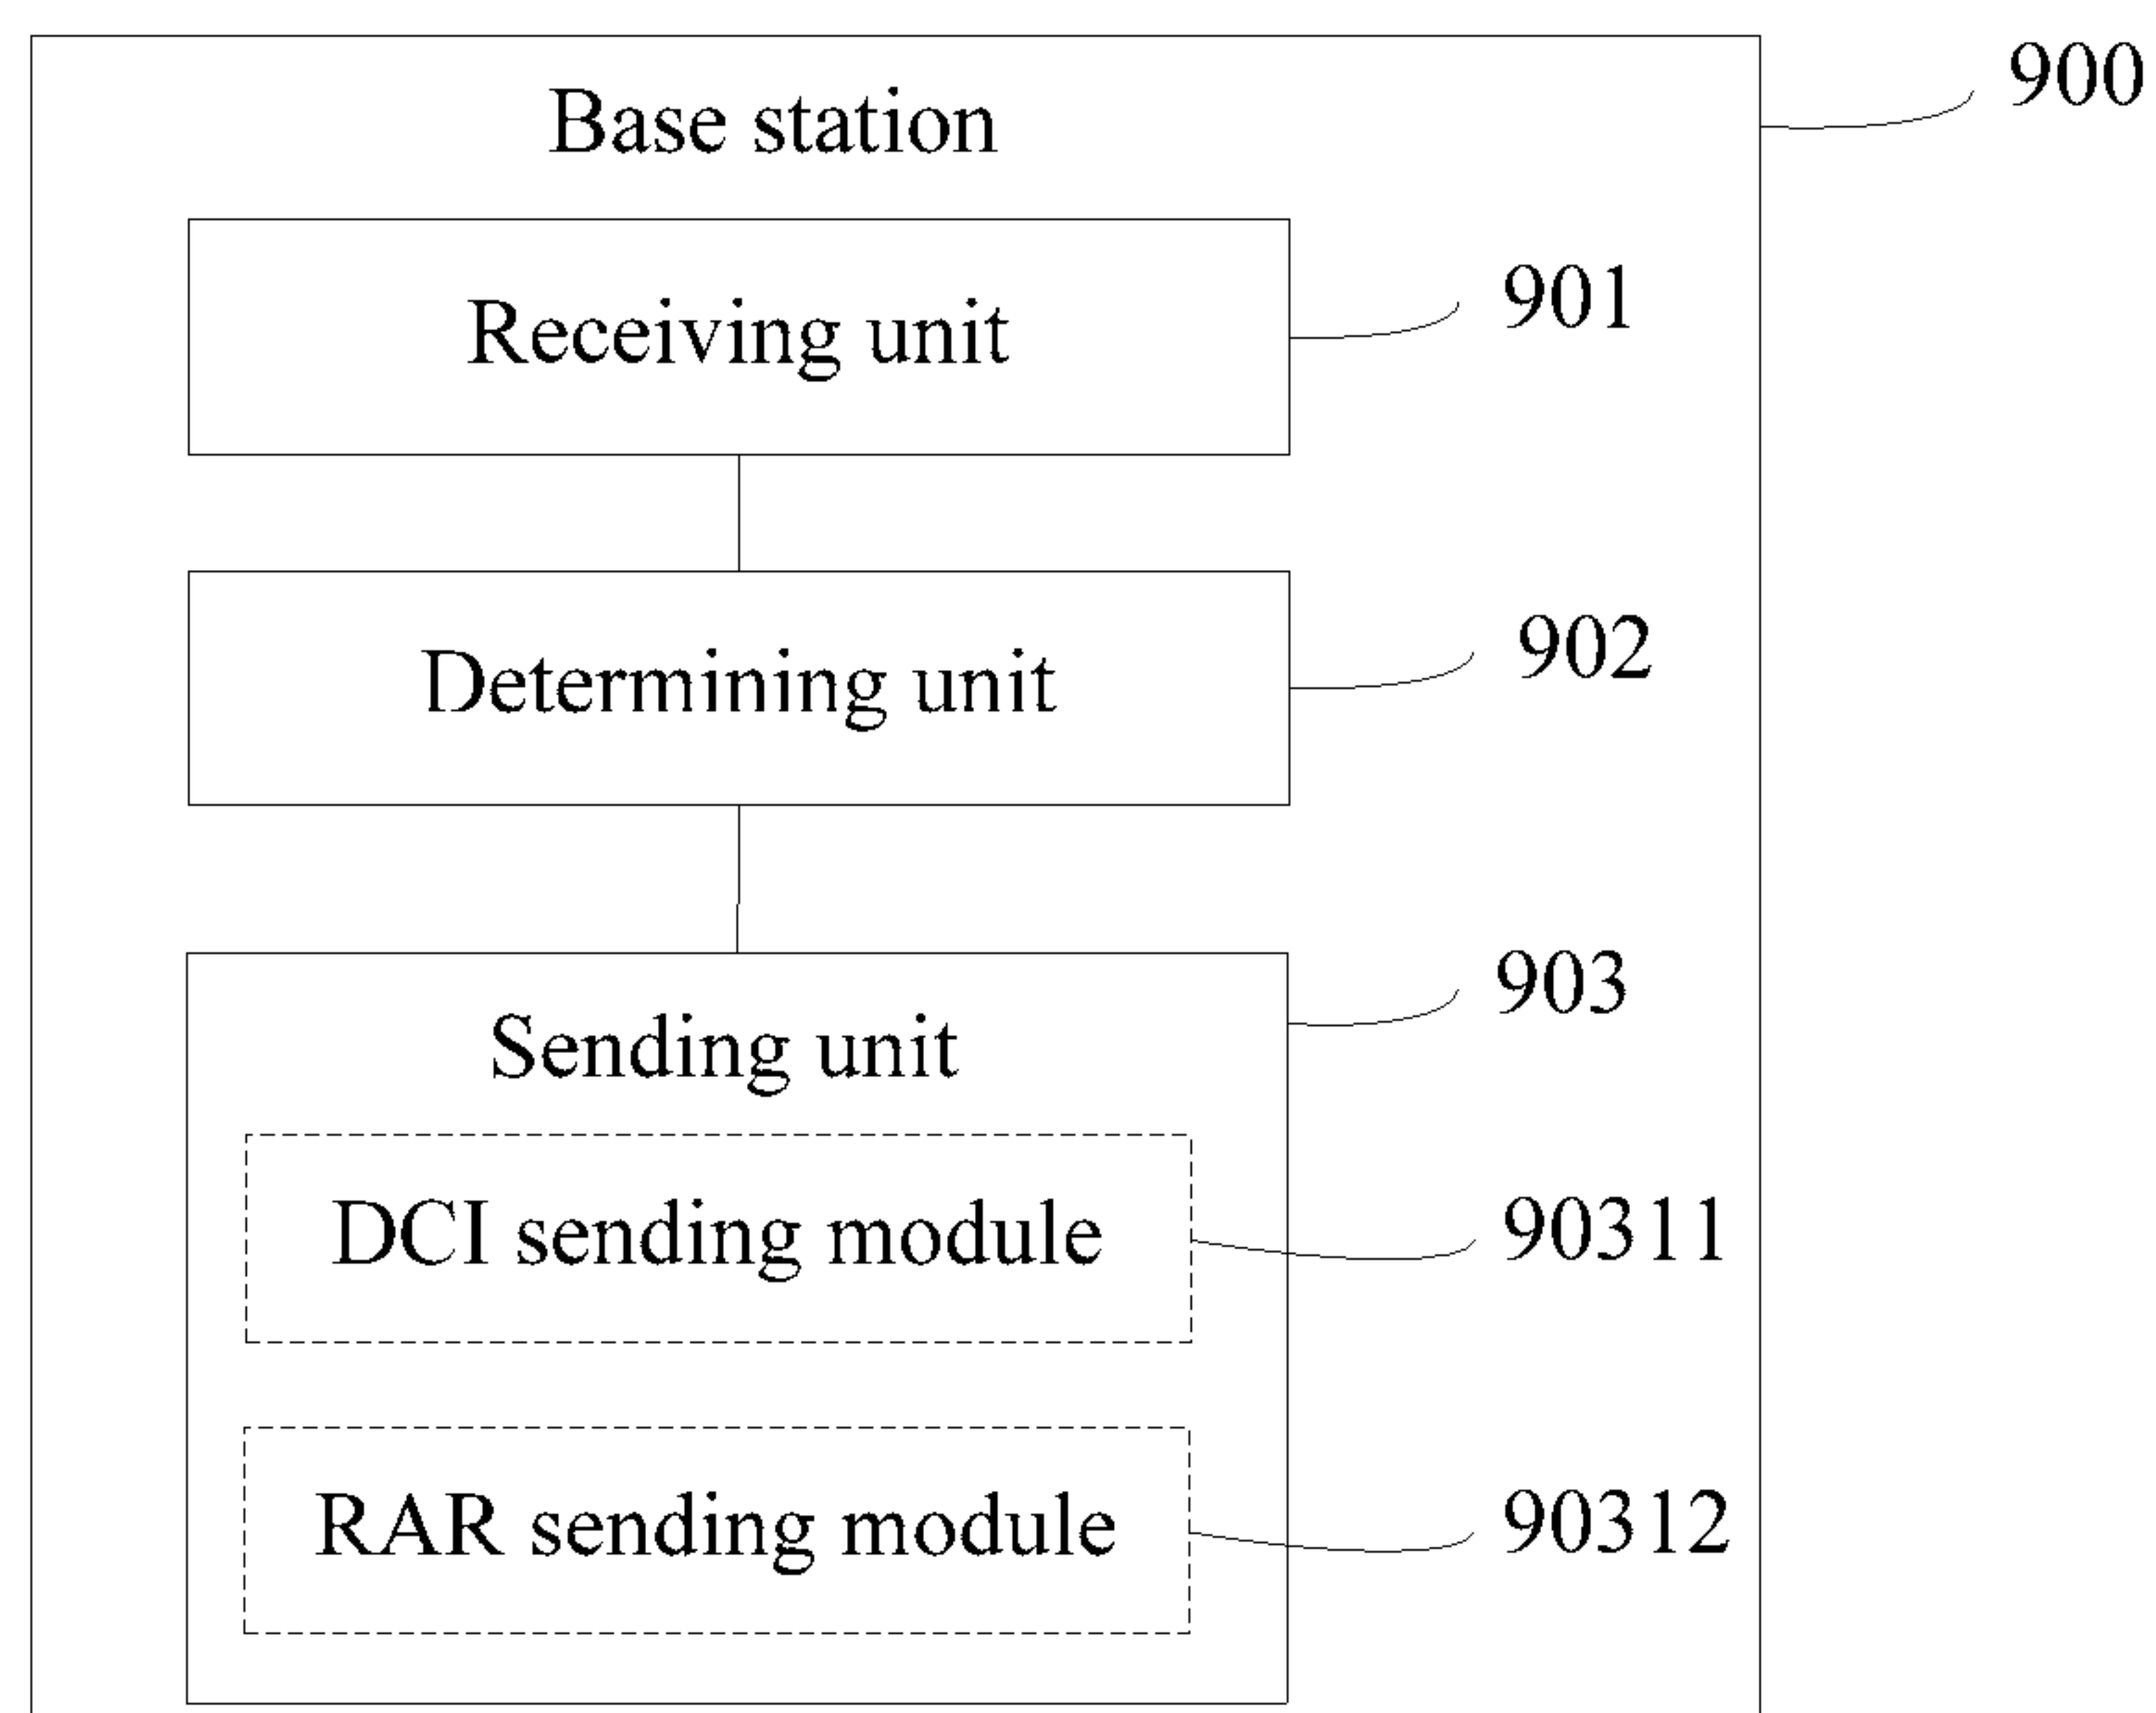 Base station
900
Receiving unit
901
Determining unit
902
Sending unit
903
DCI sending module
90311
RAR sending module
90312